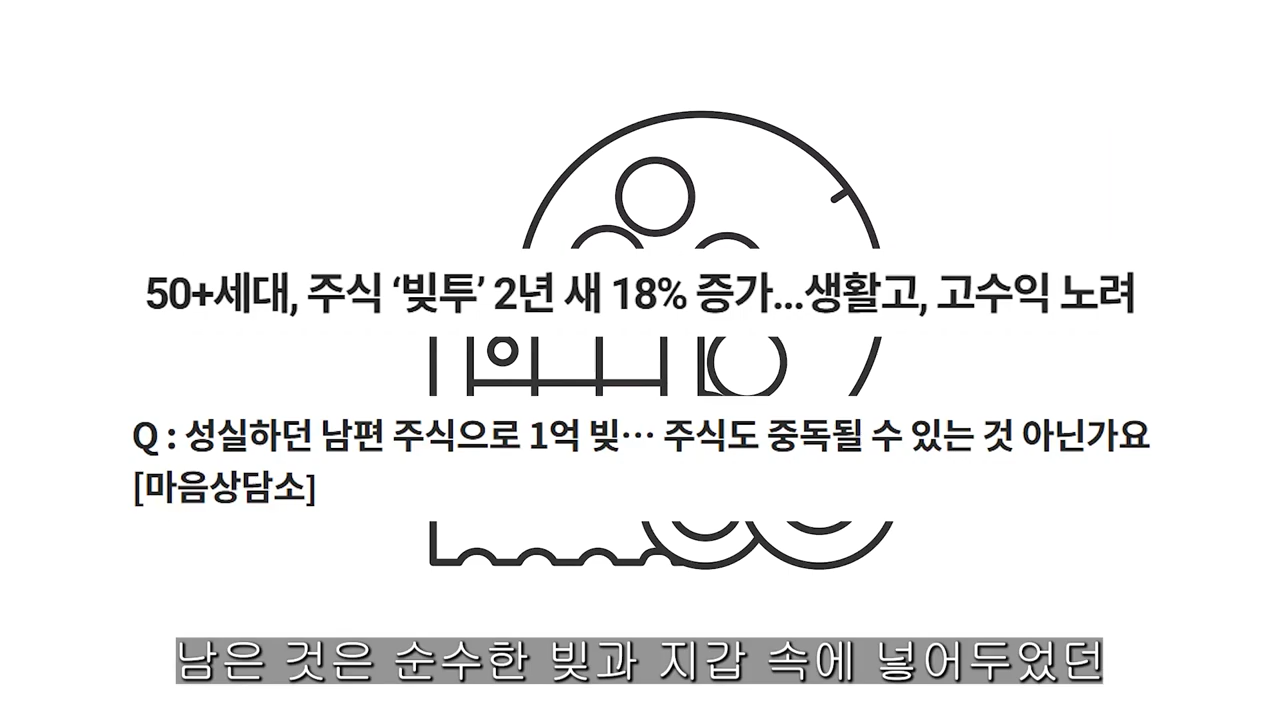 50+세대, 주식 ‘빚투’ 2년 새 18% 증가...생활고, 고수익 노려
Q : 성실하던 남편 주식으로 1억 빚… 주식도 중독될 수 있는 것 아닌가요
[마음상담소]
남은 것은 순수한 빚과 지갑 속에 넣어두었던